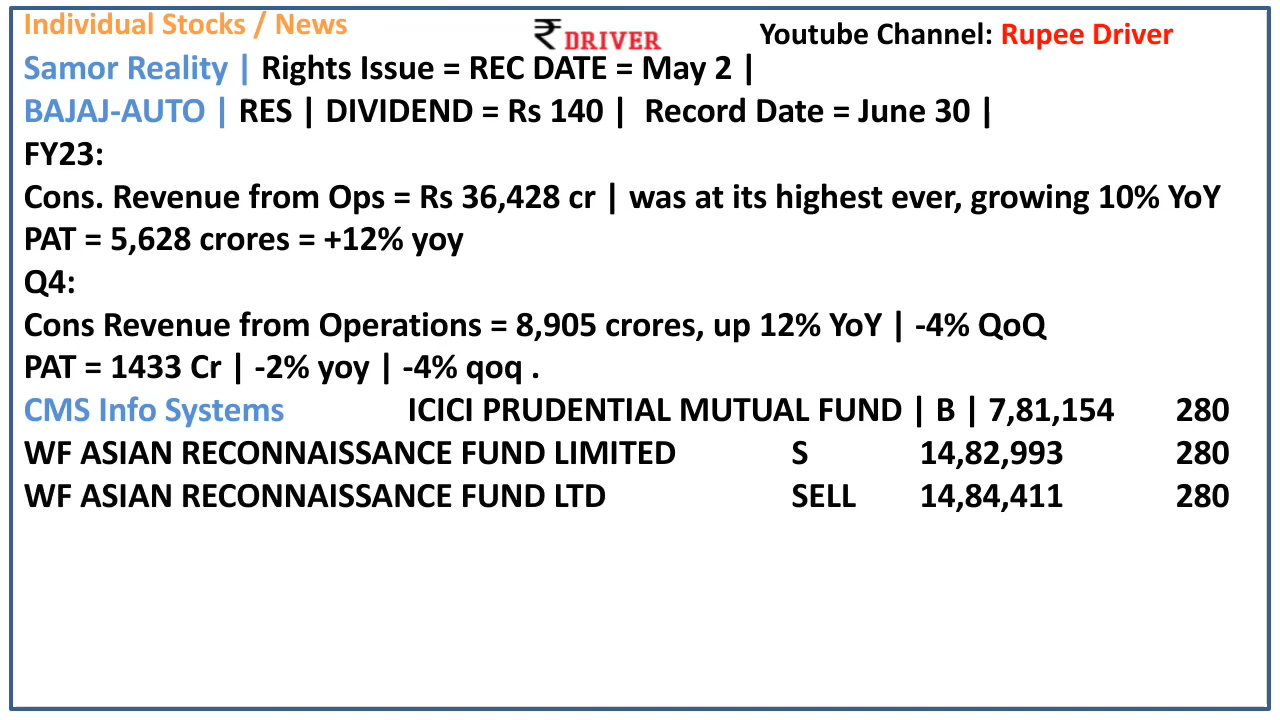 Individual Stocks / News
₹ DRIVER
Youtube Channel: Rupee Driver
Samor Reality | Rights Issue = REC DATE = May 2 |
BAJAJ-AUTO | RES | DIVIDEND = Rs 140 | Record Date = June 30 |
FY23:
Cons. Revenue from Ops = Rs 36,428 cr | was at its highest ever, growing 10% YoY
PAT = 5,628 crores = +12% yoy
Q4:
Cons Revenue from Operations = 8,905 crores, up 12% YoY | -4% QoQ
PAT = 1433 Cr | -2% yoy | -4% qoq .
CMS Info Systems ICICI PRUDENTIAL MUTUAL FUND | B | 7,81,154 280
WF ASIAN RECONNAISSANCE FUND LIMITED S 14,82,993 280
WF ASIAN RECONNAISSANCE FUND LTD SELL 14,84,411 280